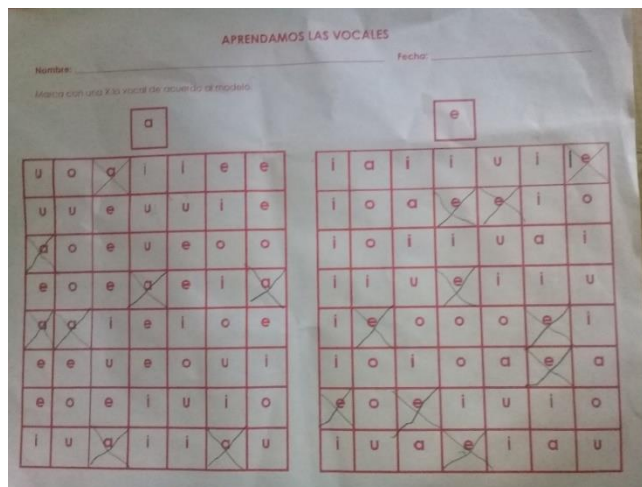 APRENDAMOS LAS VOCALES
Nombre:
Fecha:
Marca con una X la vocal de acuerdo al modelo.
a
u o a i i e e
u u e u u i e
a o e u e o o
e o e a e i a
a a i e i o e
e e u e o u i
e o e i u i o
i u a i i a u
e
i a i i u i e
i o a e e i o
i o i i u a i
i i u e i i u
i e o o o e i
i o i o a e a
e o e i u i o
i u a e i a u